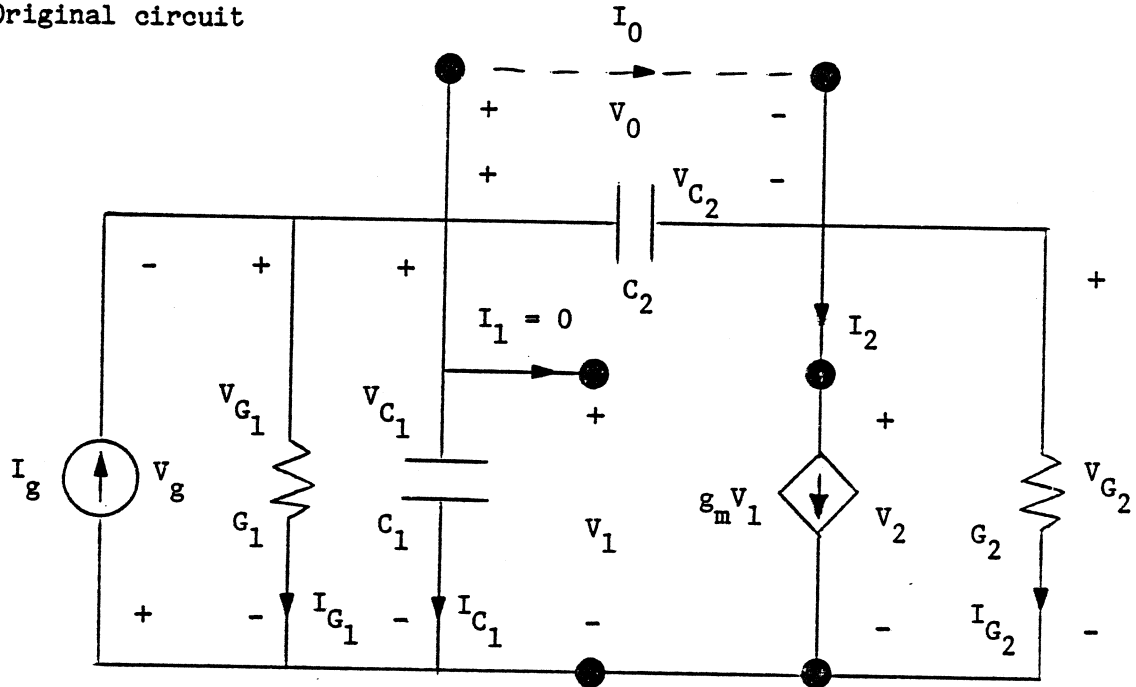 Original circuit
I0
+ V0 -
+ VC2 -
C2
- + + +
I1 = 0
I2
VG1 VC1 + +
Ig Vg gmV1 V2 VG2
G1 C1 V1 G2
+ - IG1 - IC1 - - IG2 -